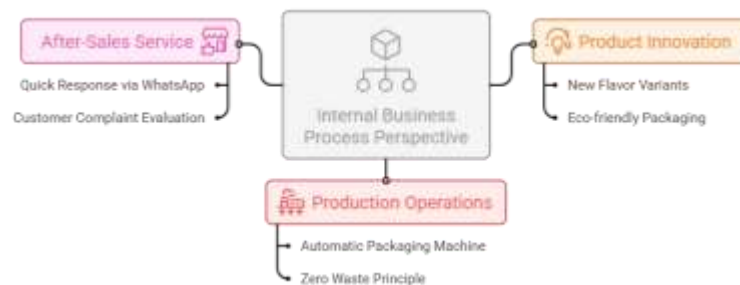 After-Sales Service
Quick Response via WhatsApp
Customer Complaint Evaluation
Internal Business
Process Perspective
Product Innovation
New Flavor Variants
Eco-friendly Packaging
Production Operations
Automatic Packaging Machine
Zero Waste Principle